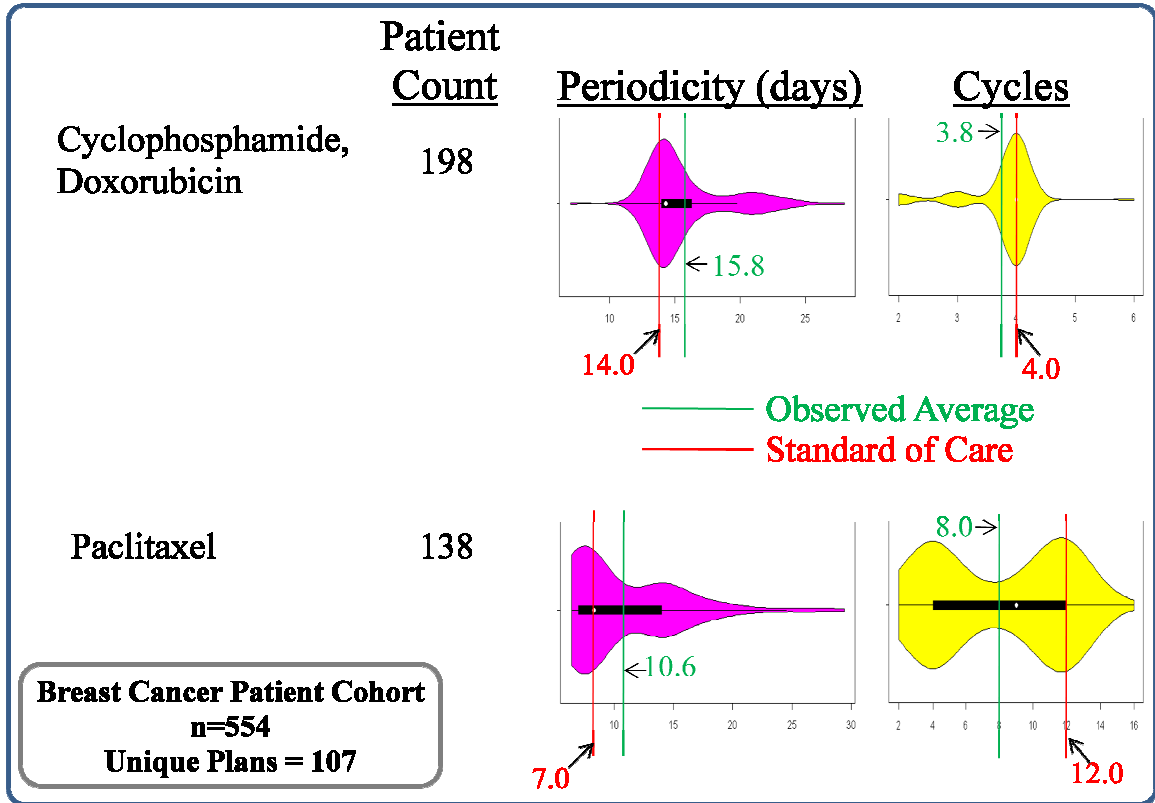 Patient
Count
Periodicity (days)
Cycles
Cyclophosphamide,
Doxorubicin
198
15.8
10 15 20 25
14.0
3.8
2 3 4 5 6
4.0
Observed Average
Standard of Care
Paclitaxel
138
10.6
10 15 20 25 30
7.0
8.0
2 4 6 8 10 12 14 16
12.0
Breast Cancer Patient Cohort
n=554
Unique Plans = 107